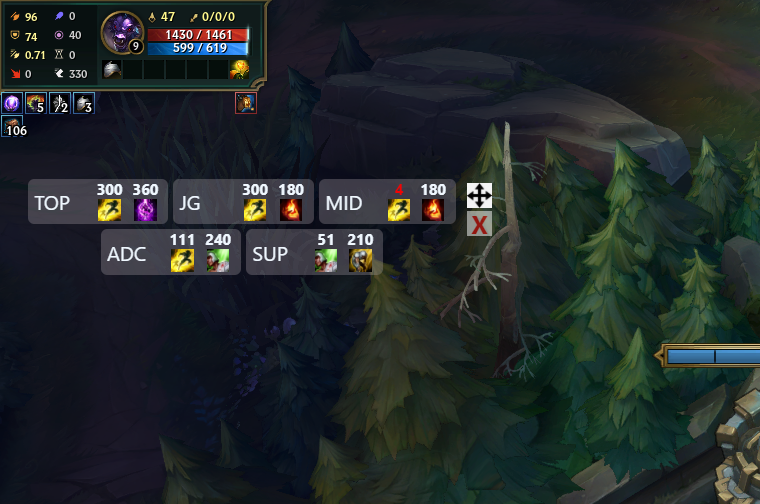 96 0 47 0/0/0
74 40 1430 / 1461
0.71 0 599 / 619
0 330 9
5 72 3
106
300 360 300 180 4 180
TOP JG MID
X
111 240 51 210
ADC SUP